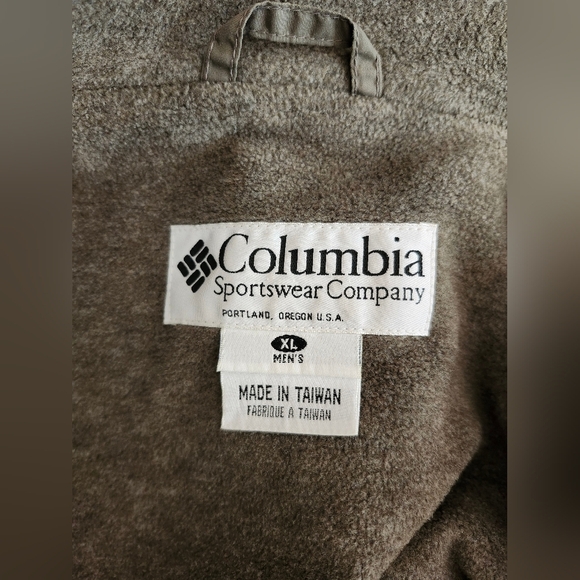 Columbia
Sportswear Company
PORTLAND, OREGON U.S.A.
XL
MEN'S
MADE IN TAIWAN
FABRIQUE A TAIWAN